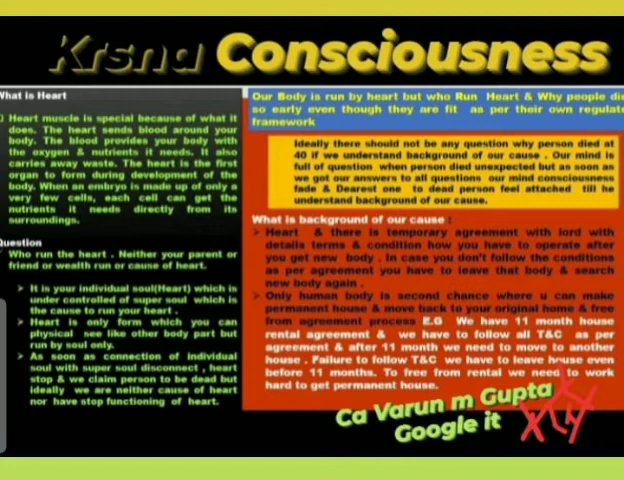 Krsna Consciousness
What is Heart
Heart muscle is special because of what it
does. The heart sends blood around your
body. The blood provides your body with
the oxygen & nutrients it needs. It also
carries away waste. The heart is the first
organ to form during development of the
body. When an embryo is made up of only a
very few cells, each cell can get the
nutrients it needs directly from its
surroundings.
Question
Who run the heart . Neither your parent or
friend or wealth run or cause of heart.
It is your individual soul(Heart) which is
under controlled of super soul which is
the cause to run your heart .
Heart is only form which you can
physical see like other body part but
run by soul only.
As soon as connection of individual
soul with super soul disconnect , heart
stop & we claim person to be dead but
ideally we are neither cause of heart
nor have stop functioning of heart.
Our Body is run by heart but who Run Heart & Why people die
so early even though they are fit as per their own regulate
framework
Ideally there should not be any question why person died at
40 if we understand background of our cause . Our mind is
full of question when person died unexpected but as soon as
we got our answers to all questions our mind consciousness
fade & Dearest one to dead person feel attached till he
understand background of our cause.
What is background of our cause :
Heart & there is temporary agreement with lord with
details terms & condition how you have to operate after
you get new body . In case you don't follow the conditions
as per agreement you have to leave that body & search
new body again .
Only human body is second chance where u can make
permanent house & move back to your original home & free
from agreement process E.G We have 11 month house
rental agreement & we have to follow all T&C as per
agreement & after 11 month we need to move to another
house . Failure to follow T&C we have to leave house even
before 11 months. To free from rental we need to work
hard to get permanent house.
Ca Varun m Gupta
Google it